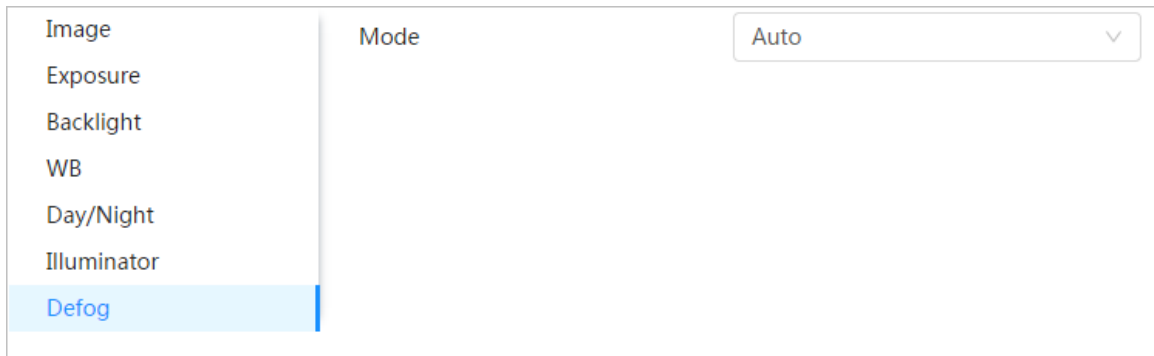 Image
Mode Auto
Exposure
Backlight
WB
Day/Night
Illuminator
Defog